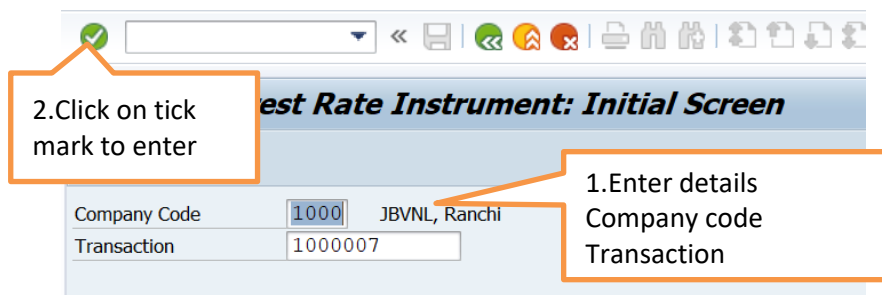 2.Click on tick
mark to enter
est Rate Instrument: Initial Screen
1.Enter details
Company code
Transaction
Company Code 1000 JBVNL, Ranchi
Transaction 1000007